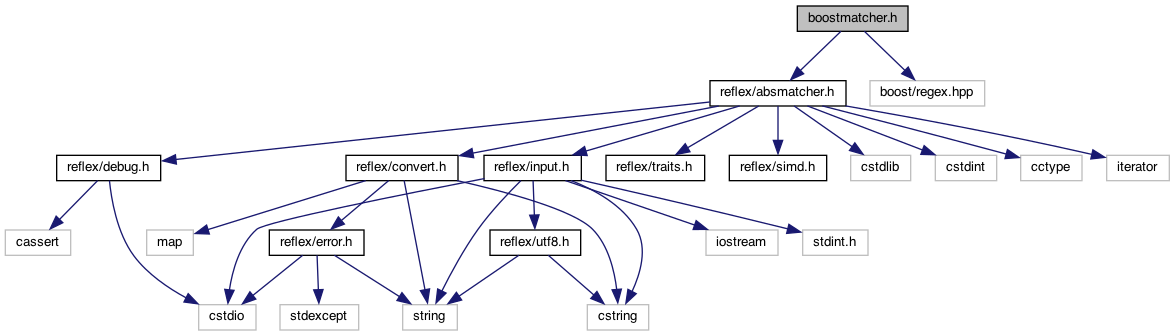 boostmatcher.h
reflex/absmatcher.h
boost/regex.hpp
reflex/debug.h
reflex/convert.h
reflex/input.h
reflex/traits.h
reflex/simd.h
cstdlib
cstdint
cctype
iterator
cassert
map
reflex/error.h
reflex/utf8.h
iostream
stdint.h
cstdio
stdexcept
string
cstring